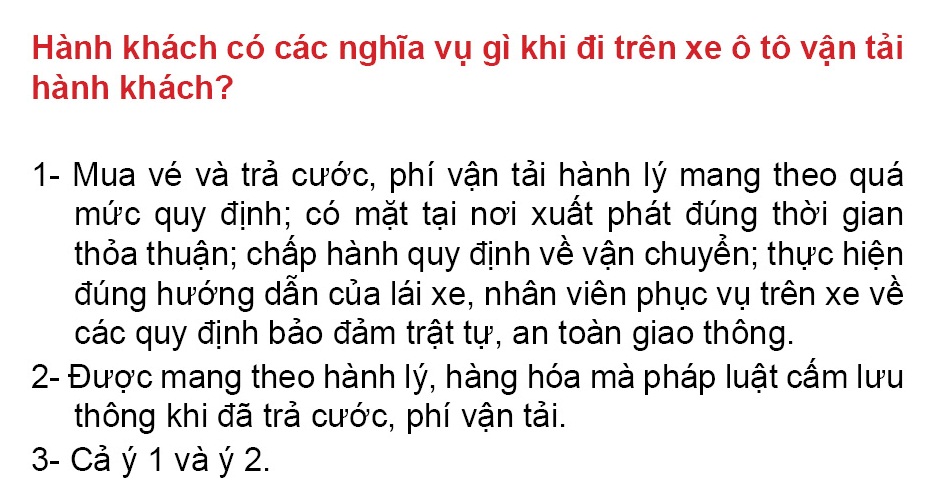 Hành khách có các nghĩa vụ gì khi đi trên xe ô tô vận tải
hành khách?
1- Mua vé và trả cước, phí vận tải hành lý mang theo quá
mức quy định; có mặt tại nơi xuất phát đúng thời gian
thỏa thuận; chấp hành quy định về vận chuyển; thực hiện
đúng hướng dẫn của lái xe, nhân viên phục vụ trên xe về
các quy định bảo đảm trật tự, an toàn giao thông.
2- Được mang theo hành lý, hàng hóa mà pháp luật cấm lưu
thông khi đã trả cước, phí vận tải.
3- Cả ý 1 và ý 2.